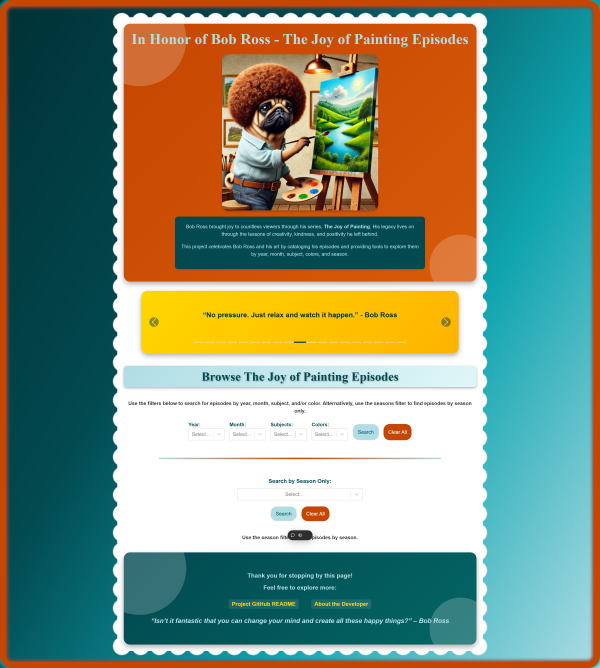 In Honor of Bob Ross - The Joy of Painting Episodes
Bob Ross brought joy to countless viewers through his series, The Joy of Painting. His legacy lives on
through the lessons of creativity, kindness, and positivity he left behind.
This project celebrates Bob Ross and his art by cataloging his episodes and providing tools to explore them
by year, month, subject, colors, and season.
“No pressure. Just relax and watch it happen.” - Bob Ross
Browse The Joy of Painting Episodes
Use the filters below to search for episodes by year, month, subject, and/or color. Alternatively, use the seasons filter to find episodes by season
only.
Year: Month: Subjects: Colors:
Select... Select... Select... Select... Search Clear All
Search by Season Only:
Select...
Search Clear All
Use the season episodes by season.
Thank you for stopping by this page!
Feel free to explore more:
Project GitHub README About the Developer
“Isn’t it fantastic that you can change your mind and create all these happy things?” – Bob Ross